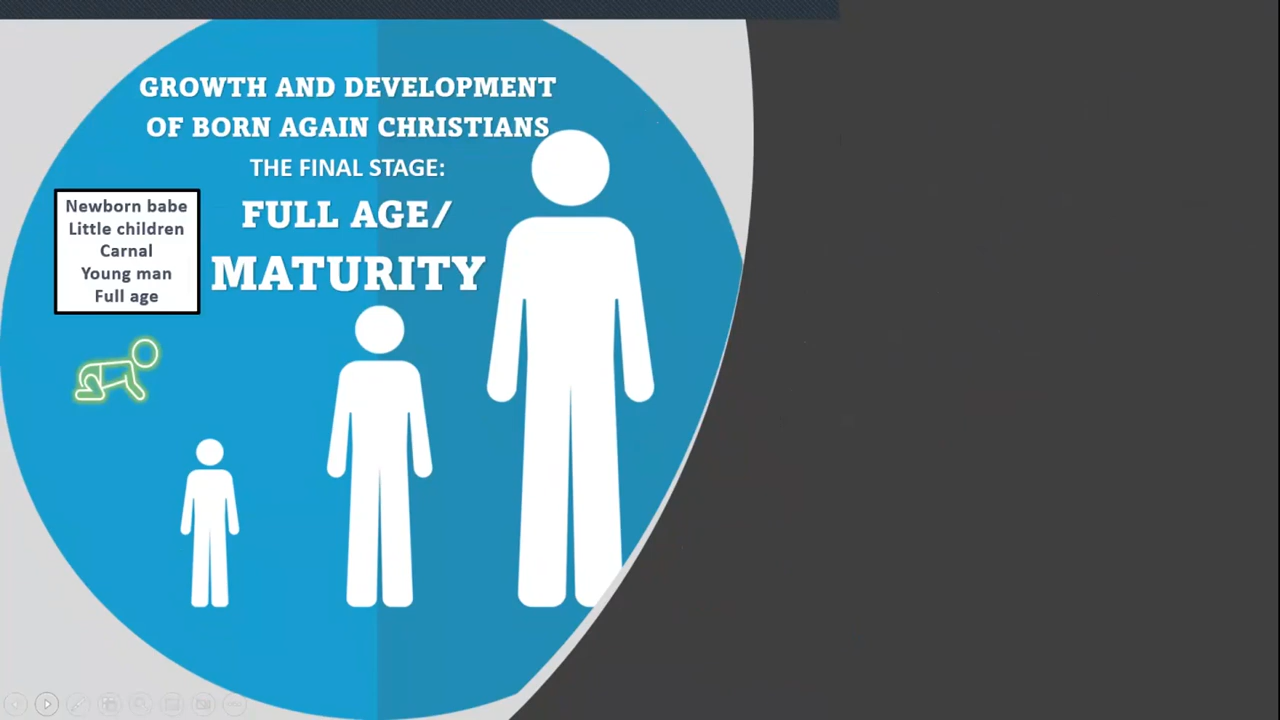 GROWTH AND DEVELOPMENT
OF BORN AGAIN CHRISTIANS
THE FINAL STAGE:
FULL AGE/
MATURITY
Newborn babe
Little children
Carnal
Young man
Full age